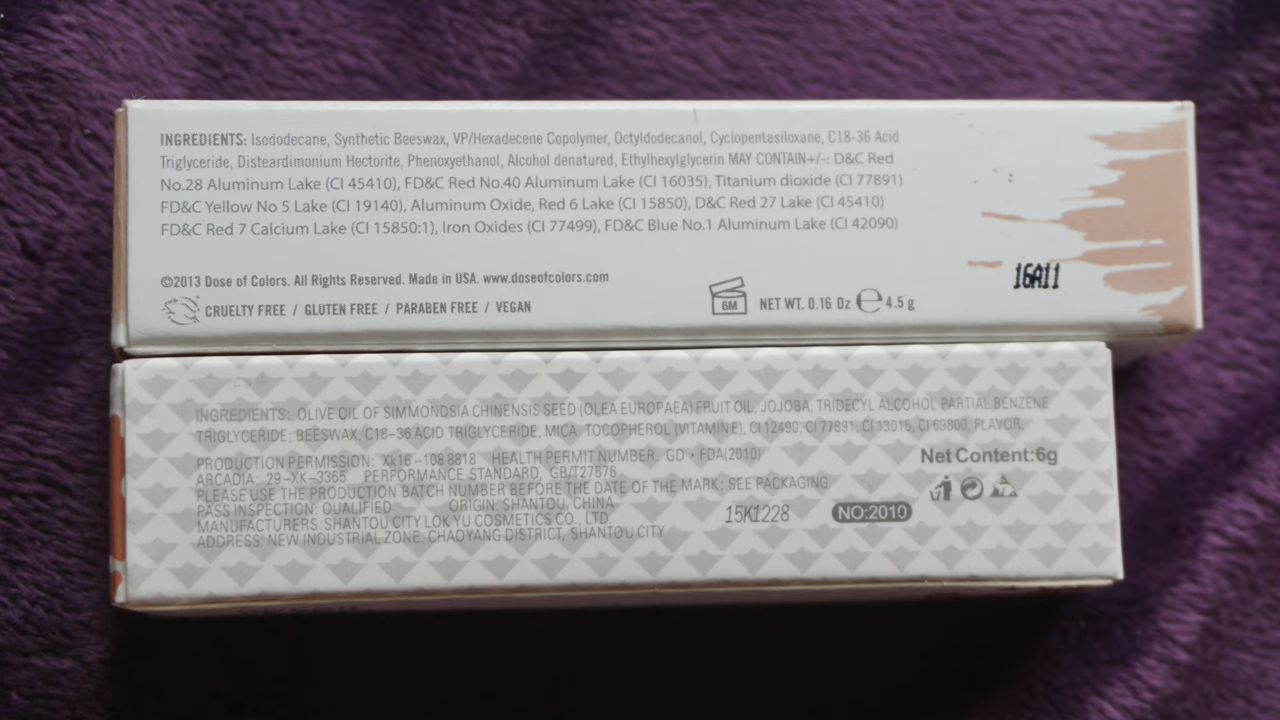 INGREDIENTS: Isododecane, Synthetic Beeswax, VP/Hexadecene Copolymer, Octyldodecanol, Cyclopentasiloxane, C18-36 Acid
Triglyceride, Disteardimonium Hectorite, Phenoxyethanol, Alcohol denatured, Ethylhexylglycerin MAY CONTAIN+/-: D&C Red
No.28 Aluminum Lake (CI 45410), FD&C Red No.40 Aluminum Lake (CI 16035), Titanium dioxide (CI 77891)
FD&C Yellow No 5 Lake (CI 19140), Aluminum Oxide, Red 6 Lake (CI 15850), D&C Red 27 Lake (CI 45410)
FD&C Red 7 Calcium Lake (CI 15850:1), Iron Oxides (CI 77499), FD&C Blue No.1 Aluminum Lake (CI 42090)
16A11
©2013 Dose of Colors. All Rights Reserved. Made in USA. www.doseofcolors.com
CRUELTY FREE / GLUTEN FREE / PARABEN FREE / VEGAN
6M
NET WT. 0.16 Oz ℮ 4.5 g
INGREDIENTS: OLIVE OIL OF SIMMONDSIA CHINENSIS SEED (OLEA EUROPAEA) FRUIT OIL, JOJOBA, TRIDECYL ALCOHOL PARTIAL BENZENE
TRIGLYCERIDE; BEESWAX, C18-36 ACID TRIGLYCERIDE, MICA, TOCOPHEROL (VITAMIN E), CI 12490, CI 77891, CI 13015, CI 69800, FLAVOR,
PRODUCTION PERMISSION: Xk16-108 8818 HEALTH PERMIT NUMBER, GD·FDA(2010)
ARCADIA: 29-XK-3365 PERFORMANCE STANDARD, GB/T27576
PLEASE USE THE PRODUCTION BATCH NUMBER BEFORE THE DATE OF THE MARK: SEE PACKAGING
PASS INSPECTION: QUALIFIED ORIGIN: SHANTOU, CHINA
MANUFACTURERS: SHANTOU CITY LOK YU COSMETICS CO., LTD.
ADDRESS: NEW INDUSTRIAL ZONE, CHAOYANG DISTRICT, SHANTOU CITY
15K1228
NO:2010
Net Content:6g